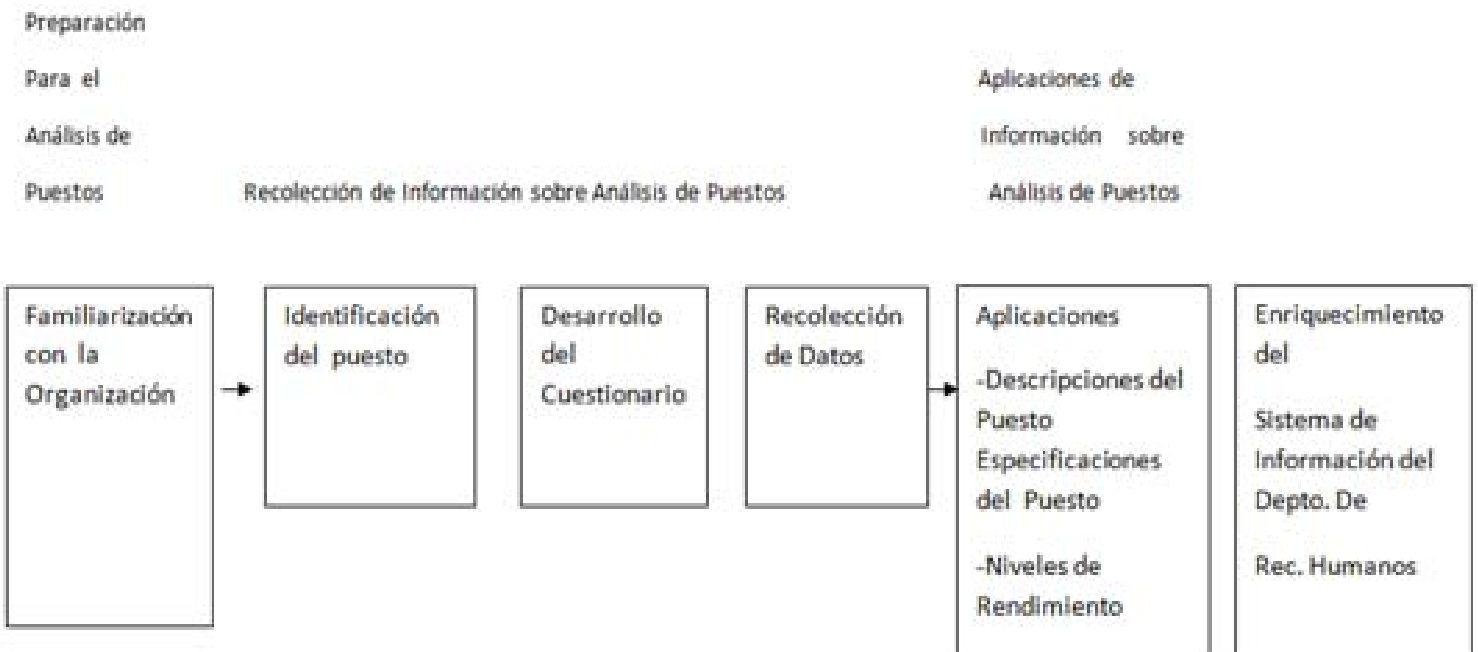 Preparación
Para el
Análisis de
Puestos
Recolección de Información sobre Análisis de Puestos
Aplicaciones de
Información sobre
Análisis de Puestos
Familiarización
con la
Organización
Identificación
del puesto
Desarrollo
del
Cuestionario
Recolección
de Datos
Aplicaciones
-Descripciones del
Puesto
Especificaciones
del Puesto
-Niveles de
Rendimiento
Enriquecimiento
del
Sistema de
Información del
Depto. De
Rec. Humanos